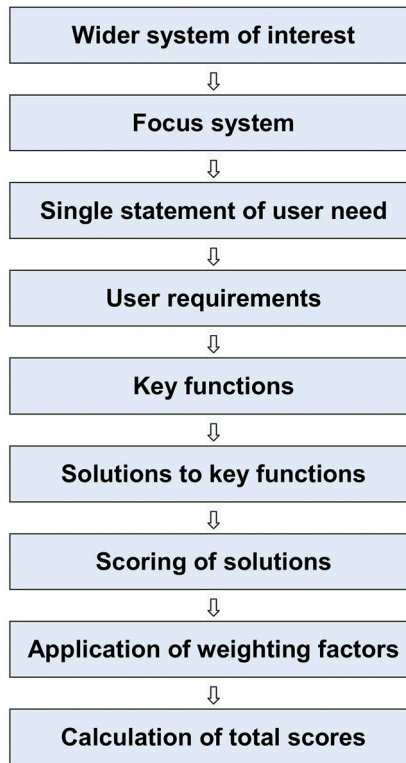 Wider system of interest
Focus system
Single statement of user need
User requirements
Key functions
Solutions to key functions
Scoring of solutions
Application of weighting factors
Calculation of total scores